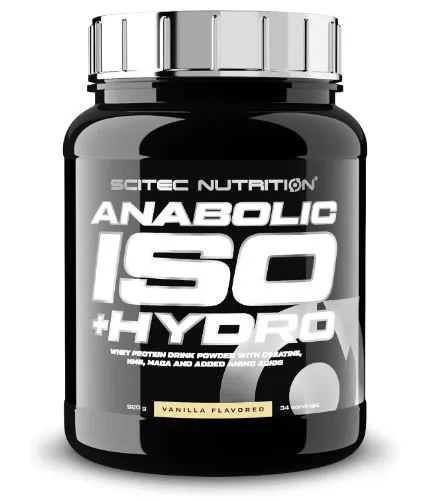 SCITEC NUTRITION®
ANABOLIC
ISO
+HYDRO
WHEY PROTEIN DRINK POWDER WITH CREATINE,
HMB, MACA AND ADDED AMINO ACIDS
920 g
VANILLA FLAVORED
34 servings